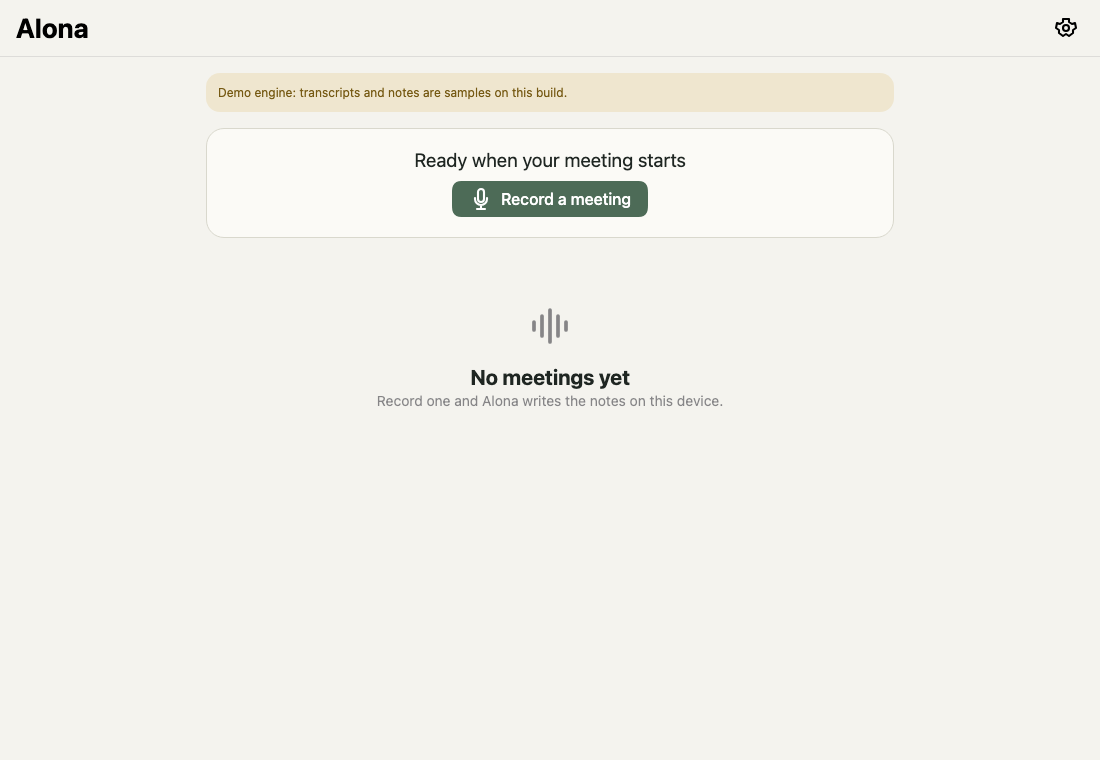 Alona
Demo engine: transcripts and notes are samples on this build.
Ready when your meeting starts
Record a meeting
No meetings yet
Record one and Alona writes the notes on this device.